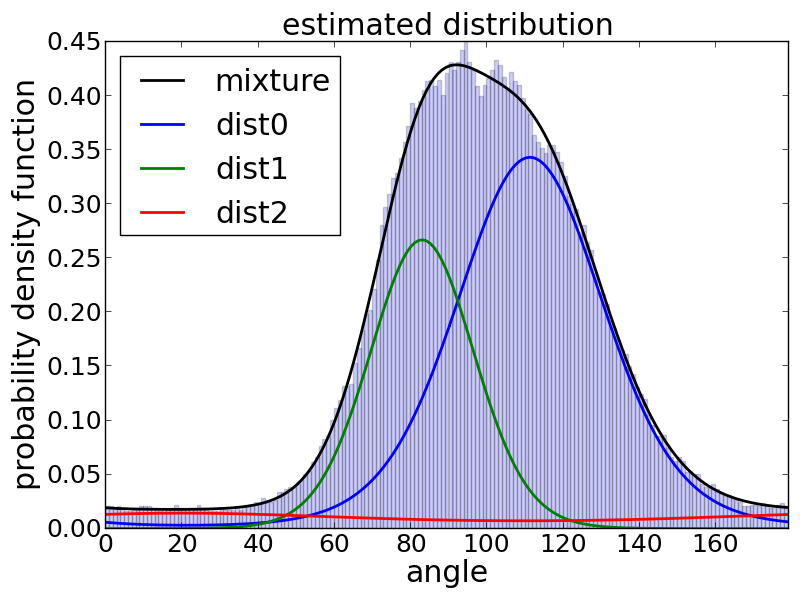 estimated distribution
mixture
dist0
dist1
dist2
probability density function
0.45
0.40
0.35
0.30
0.25
0.20
0.15
0.10
0.05
0.00
0 20 40 60 80 100 120 140 160
angle